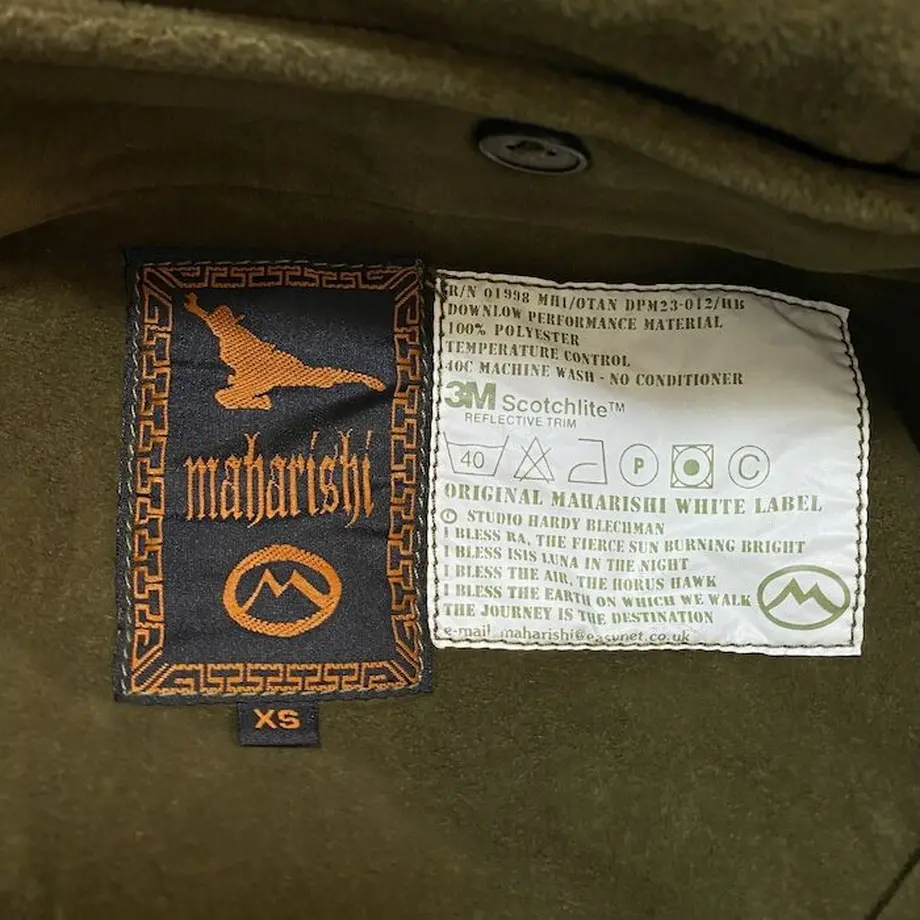 maharishi
XS
R/N 01998 MHI/OTAN DPM23-012/HB
DOWNLOW PERFORMANCE MATERIAL
100% POLYESTER
TEMPERATURE CONTROL
40C MACHINE WASH - NO CONDITIONER
3M Scotchlite™
REFLECTIVE TRIM
40 P C
ORIGINAL MAHARISHI WHITE LABEL
STUDIO HARDY BLECHMAN
I BLESS RA, THE FIERCE SUN BURNING BRIGHT
I BLESS ISIS LUNA IN THE NIGHT
I BLESS THE AIR, THE HORUS HAWK
I BLESS THE EARTH ON WHICH WE WALK
THE JOURNEY IS THE DESTINATION
e-mail maharishi@easynet.co.uk